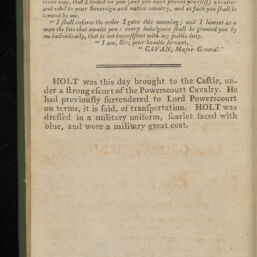 ment was, that I looked on you (and you have proved yourself) a traitor
and rebel to your Sovereign and native country, and as such you shall be
treated by me.
" I shall enforce the order I gave this morning; and I lament as a
man the fate that awaits you; every indulgence shall be granted you by
me individually, that is not inconsistent with my public duty.
" I am, Sir, your humble servant,
" CAVAN, Major General."
HOLT was this day brought to the Castle, un-
der a strong escort of the Powerscourt Cavalry. He
had previously surrendered to Lord Powerscourt
on terms, it is said, of transportation. HOLT was
dressed in a military uniform, scarlet faced with
blue, and wore a military great coat.